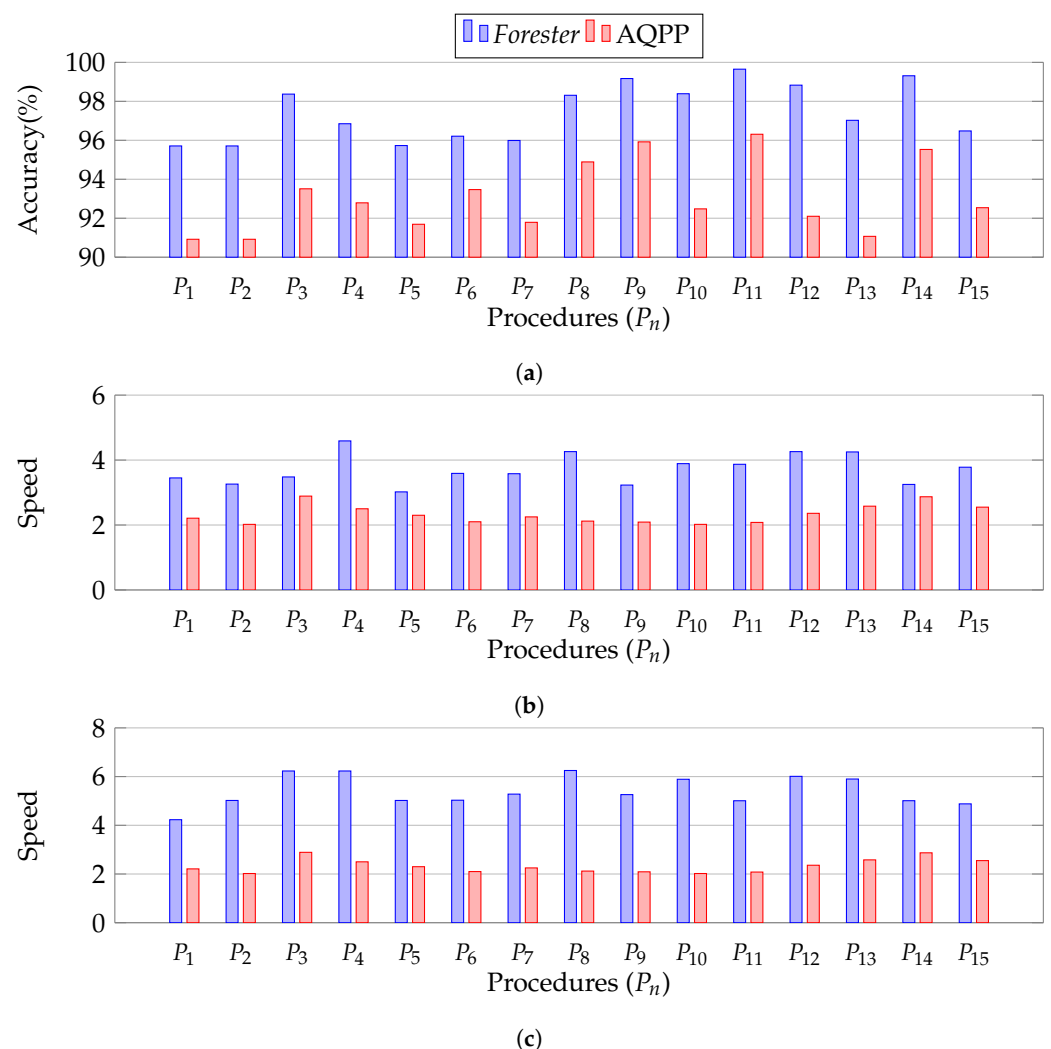 Forester AQPP
100
98
96
94
92
90
Accuracy(%)
P1 P2 P3 P4 P5 P6 P7 P8 P9 P10 P11 P12 P13 P14 P15
Procedures (Pn)
(a)
6
4
2
0
Speed
P1 P2 P3 P4 P5 P6 P7 P8 P9 P10 P11 P12 P13 P14 P15
Procedures (Pn)
(b)
8
6
4
2
0
Speed
P1 P2 P3 P4 P5 P6 P7 P8 P9 P10 P11 P12 P13 P14 P15
Procedures (Pn)
(c)